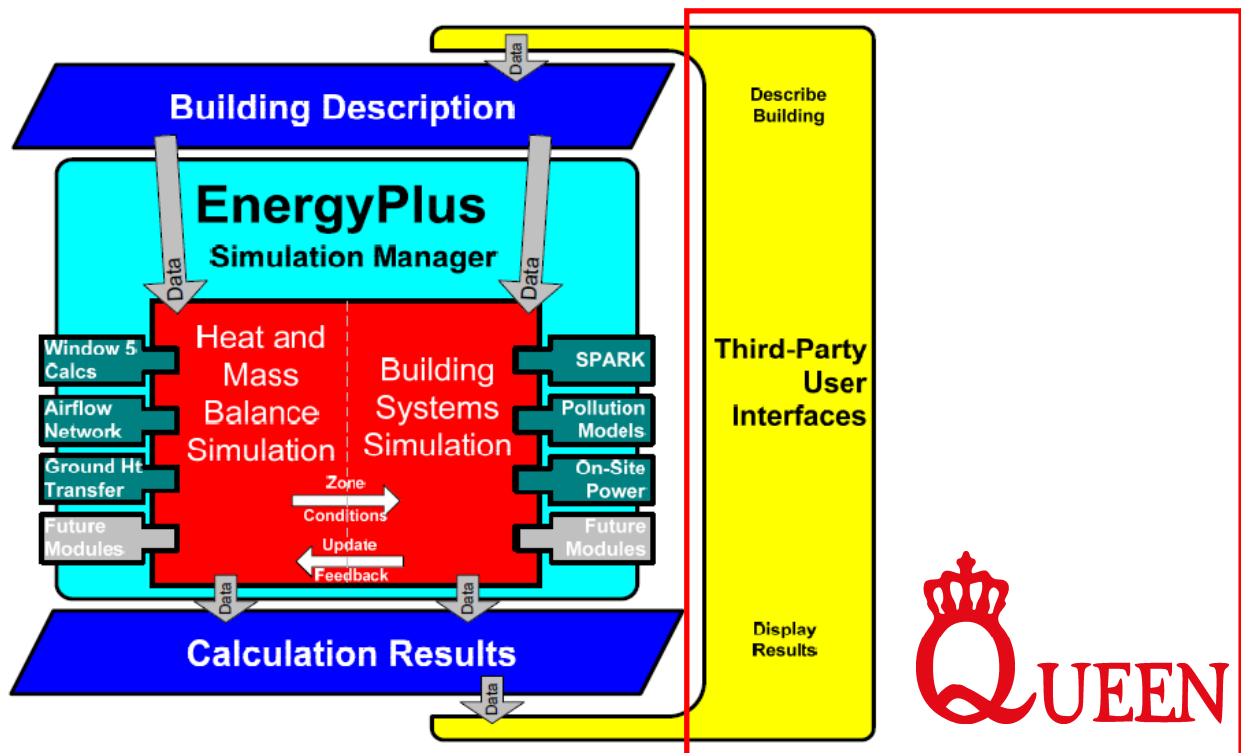 Data
Building Description
Describe
Building
EnergyPlus
Simulation Manager
Data
Data
Heat and
Mass
Balance
Simulation
Building
Systems
Simulation
Window 5
Calcs
Airflow
Network
Ground Ht
Transfer
Future
Modules
SPARK
Pollution
Models
On-Site
Power
Future
Modules
Zone
Conditions
Update
Feedback
Third-Party
User
Interfaces
Data
Data
Calculation Results
Display
Results
Data
QUEEN